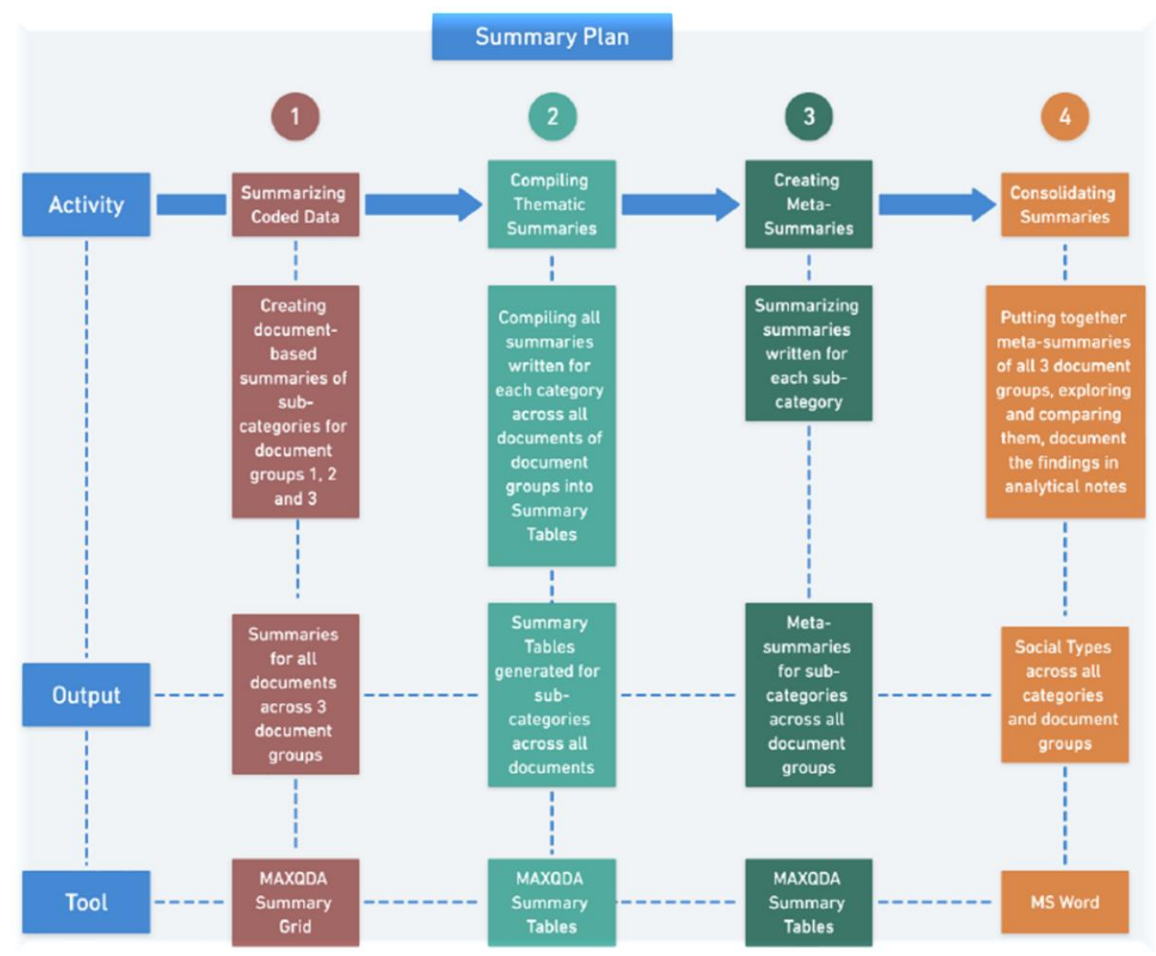 Summary Plan
1
2
3
4
Activity
Summarizing
Coded Data
Compiling
Thematic
Summaries
Creating
Meta-
Summaries
Consolidating
Summaries
Creating
document-
based
summaries of
sub-
categories for
document
groups 1, 2
and 3
Compiling all
summaries
written for
each category
across all
documents of
document
groups into
Summary
Tables
Summarizing
summaries
written for
each sub-
category
Putting together
meta-summaries
of all 3 document
groups, exploring
and comparing
them, document
the findings in
analytical notes
Output
Summaries
for all
documents
across 3
document
groups
Summary
Tables
generated for
sub-
categories
across all
documents
Meta-
summaries
for sub-
categories
across all
document
groups
Social Types
across all
categories
and document
groups
Tool
MAXQDA
Summary
Grid
MAXQDA
Summary
Tables
MAXQDA
Summary
Tables
MS Word